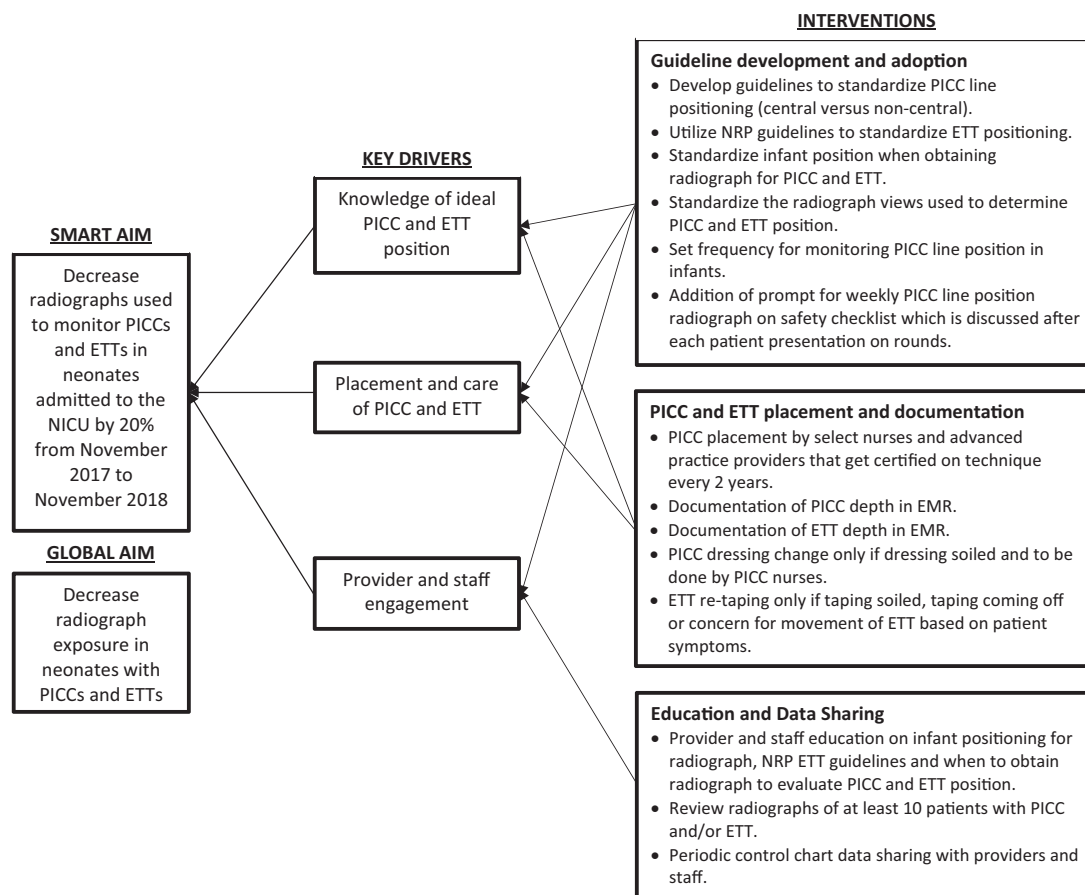 SMART AIM
Decrease
radiographs used
to monitor PICCs
and ETTs in
neonates
admitted to the
NICU by 20%
from November
2017 to
November 2018
GLOBAL AIM
Decrease
radiograph
exposure in
neonates with
PICCs and ETTs
KEY DRIVERS
Knowledge of ideal
PICC and ETT
position
Placement and care
of PICC and ETT
Provider and staff
engagement
INTERVENTIONS
Guideline development and adoption
• Develop guidelines to standardize PICC line
positioning (central versus non-central).
• Utilize NRP guidelines to standardize ETT positioning.
• Standardize infant position when obtaining
radiograph for PICC and ETT.
• Standardize the radiograph views used to determine
PICC and ETT position.
• Set frequency for monitoring PICC line position in
infants.
• Addition of prompt for weekly PICC line position
radiograph on safety checklist which is discussed after
each patient presentation on rounds.
PICC and ETT placement and documentation
• PICC placement by select nurses and advanced
practice providers that get certified on technique
every 2 years.
• Documentation of PICC depth in EMR.
• Documentation of ETT depth in EMR.
• PICC dressing change only if dressing soiled and to be
done by PICC nurses.
• ETT re-taping only if taping soiled, taping coming off
or concern for movement of ETT based on patient
symptoms.
Education and Data Sharing
• Provider and staff education on infant positioning for
radiograph, NRP ETT guidelines and when to obtain
radiograph to evaluate PICC and ETT position.
• Review radiographs of at least 10 patients with PICC
and/or ETT.
• Periodic control chart data sharing with providers and
staff.